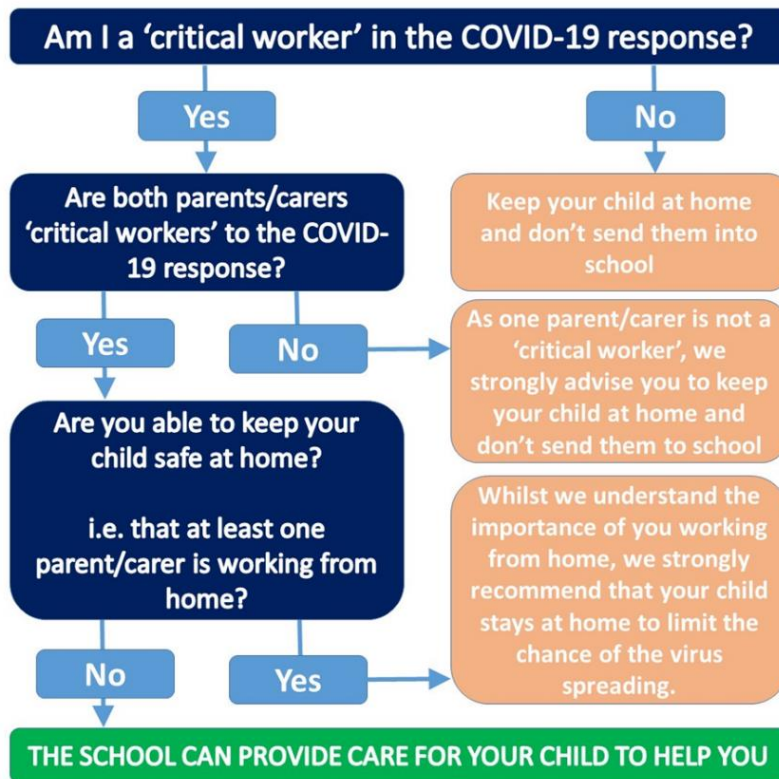 Am I a ‘critical worker’ in the COVID-19 response?
Yes
No
Are both parents/carers
‘critical workers’ to the COVID-
19 response?
Keep your child at home
and don’t send them into
school
Yes
No
As one parent/carer is not a
‘critical worker’, we
strongly advise you to keep
your child at home and
don’t send them to school
Are you able to keep your
child safe at home?
i.e. that at least one
parent/carer is working from
home?
Whilst we understand the
importance of you working
from home, we strongly
recommend that your child
stays at home to limit the
chance of the virus
spreading.
No
Yes
THE SCHOOL CAN PROVIDE CARE FOR YOUR CHILD TO HELP YOU